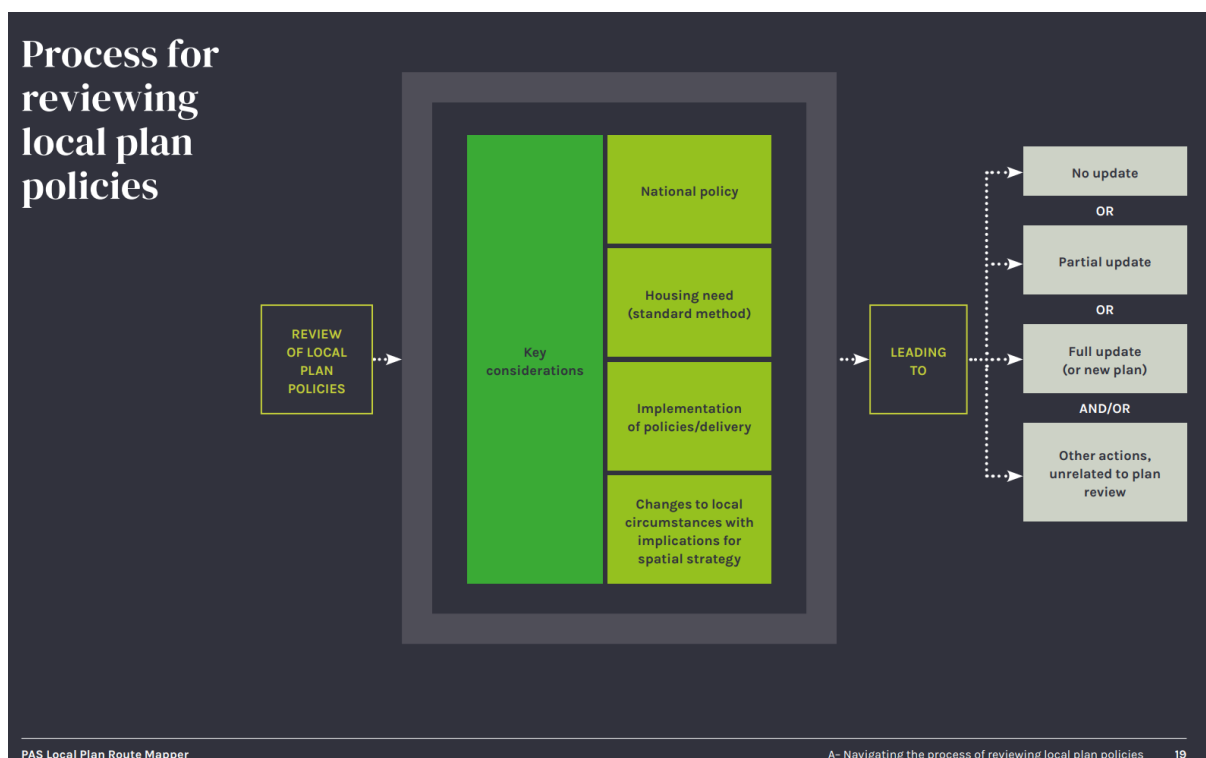 Process for
reviewing
local plan
policies
REVIEW
OF LOCAL
PLAN
POLICIES
Key
considerations
National policy
Housing need
(standard method)
Implementation
of policies/delivery
Changes to local
circumstances with
implications for
spatial strategy
LEADING
TO
No update
OR
Partial update
OR
Full update
(or new plan)
AND/OR
Other actions,
unrelated to plan
review
PAS Local Plan Route Mapper
A– Navigating the process of reviewing local plan policies 19